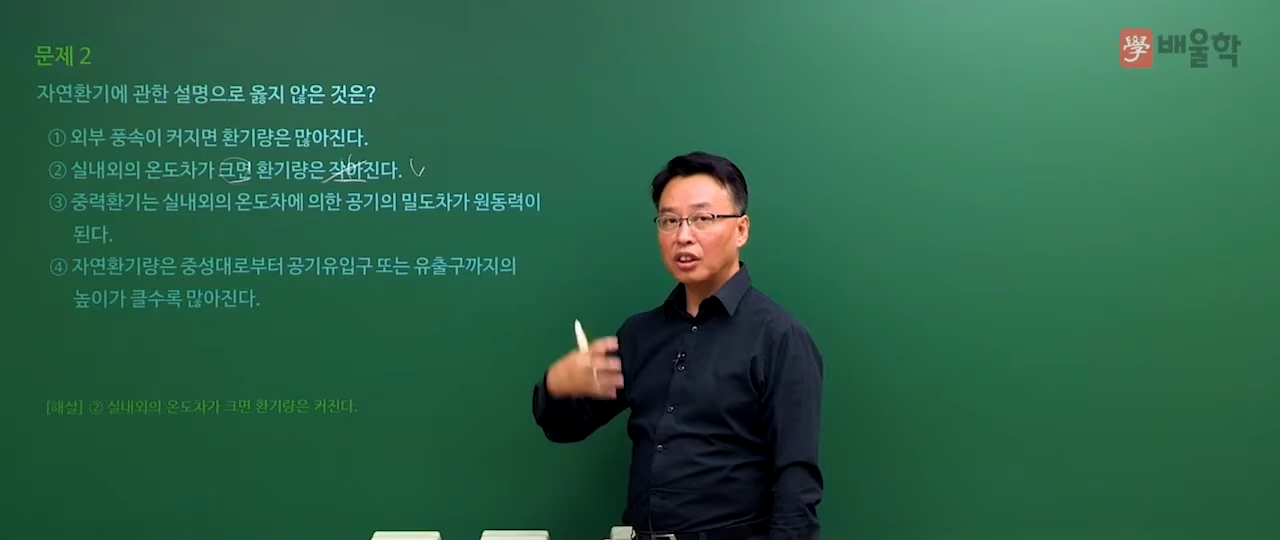 學 배울학
문제 2
자연환기에 관한 설명으로 옳지 않은 것은?
① 외부 풍속이 커지면 환기량은 많아진다.
② 실내외의 온도차가 크면 환기량은 작아진다.
③ 중력환기는 실내외의 온도차에 의한 공기의 밀도차가 원동력이
된다.
④ 자연환기량은 중성대로부터 공기유입구 또는 유출구까지의
높이가 클수록 많아진다.
[해설] ② 실내외의 온도차가 크면 환기량은 커진다.